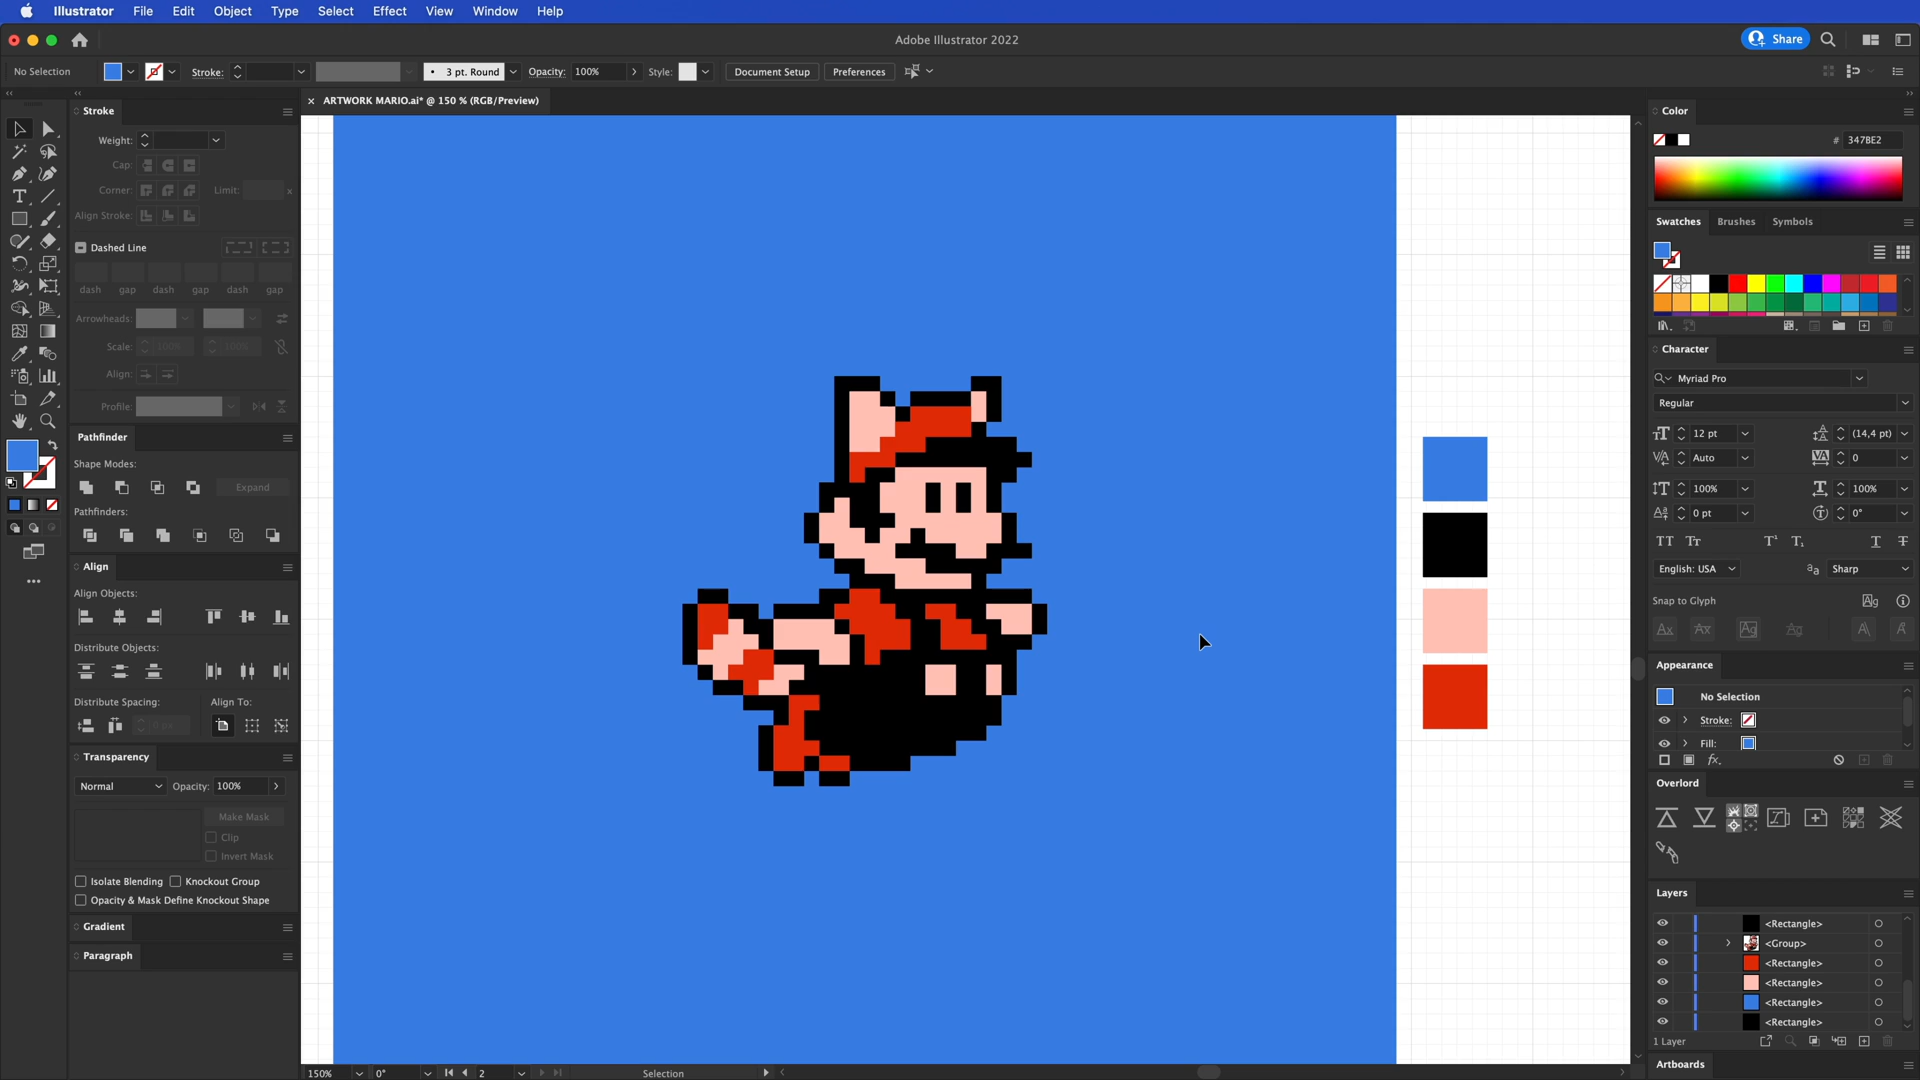 Illustrator File Edit Object Type Select Effect View Window Help
Adobe Illustrator 2022
Share
No Selection
Stroke:
3 pt. Round
Opacity: 100%
Style:
Document Setup
Preferences
ARTWORK MARIO.ai* @ 150 % (RGB/Preview)
Stroke
Weight:
Cap:
Corner:
Limit:
Align Stroke:
Dashed Line
dash gap dash gap dash gap
Arrowheads:
Scale: 100% 100%
Align:
Profile:
Pathfinder
Shape Modes:
Expand
Pathfinders:
Align
Align Objects:
Distribute Objects:
Distribute Spacing:
Align To:
0 px
Transparency
Normal
Opacity: 100%
Make Mask
Clip
Invert Mask
Isolate Blending
Knockout Group
Opacity & Mask Define Knockout Shape
Gradient
Paragraph
150%
0°
2
Selection
Color
# 347BE2
Swatches Brushes Symbols
Character
Myriad Pro
Regular
12 pt
(14,4 pt)
Auto
0
100%
100%
0 pt
0°
English: USA
Sharp
Snap to Glyph
Appearance
No Selection
Stroke:
Fill:
Overlord
Layers
<Rectangle>
<Group>
<Rectangle>
<Rectangle>
<Rectangle>
<Rectangle>
1 Layer
Artboards